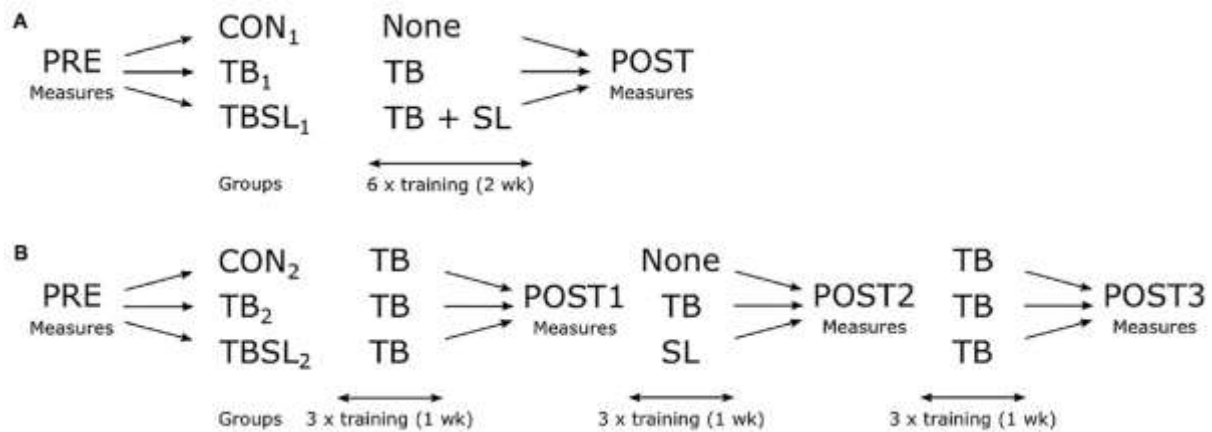 A
CON₁ None
PRE TB₁ TB POST
Measures Measures
TBSL₁ TB + SL
Groups 6 x training (2 wk)
B
CON₂ TB None TB
PRE TB₂ TB POST1 TB POST2 TB POST3
Measures Measures Measures Measures
TBSL₂ TB SL TB
Groups 3 x training (1 wk) 3 x training (1 wk) 3 x training (1 wk)